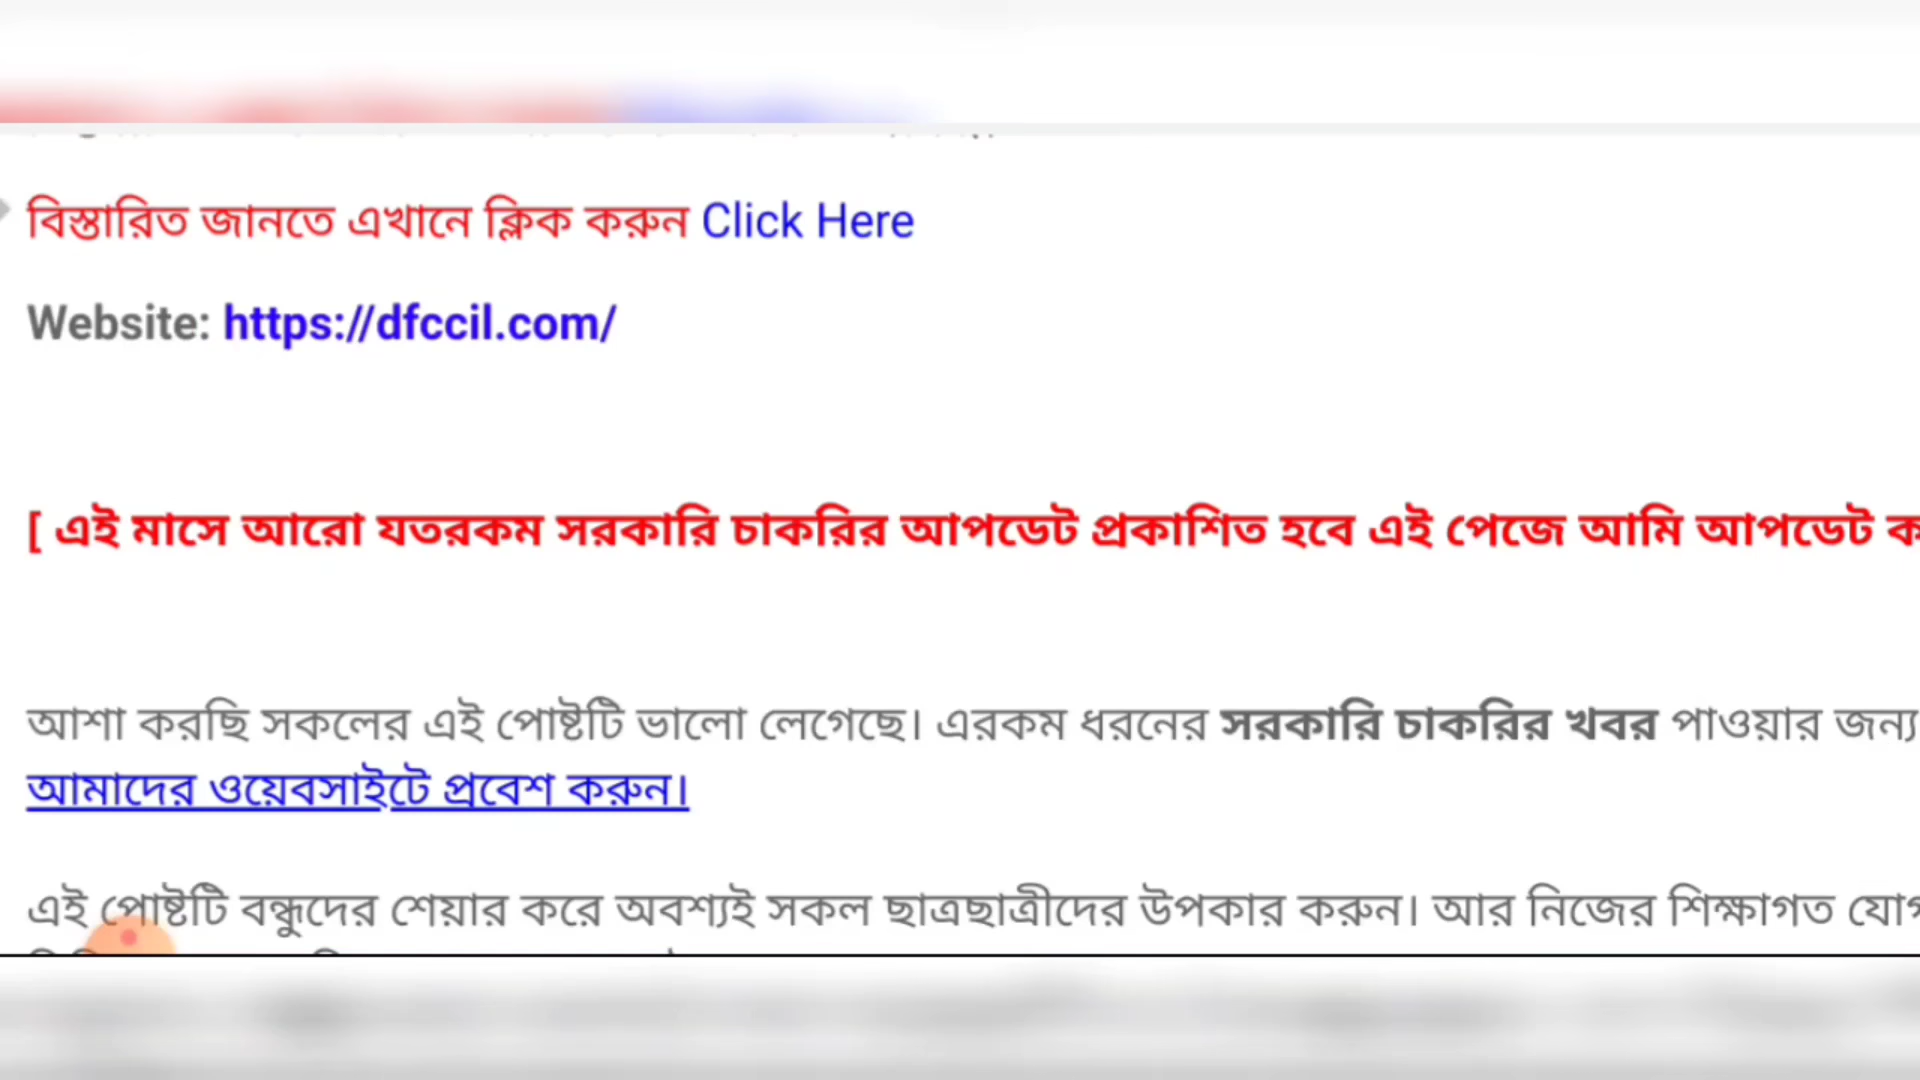 বিস্তারিত জানতে এখানে ক্লিক করুন Click Here
Website: https://dfccil.com/
[ এই মাসে আরো যতরকম সরকারি চাকরির আপডেট প্রকাশিত হবে এই পেজে আমি আপডেট
আশা করছি সকলের এই পোষ্টটি ভালো লেগেছে। এরকম ধরনের সরকারি চাকরির খবর পাওয়ার জন্য
আমাদের ওয়েবসাইটে প্রবেশ করুন।
এই পোষ্টটি বন্ধুদের শেয়ার করে অবশ্যই সকল ছাত্রছাত্রীদের উপকার করুন। আর নিজের শিক্ষাগত